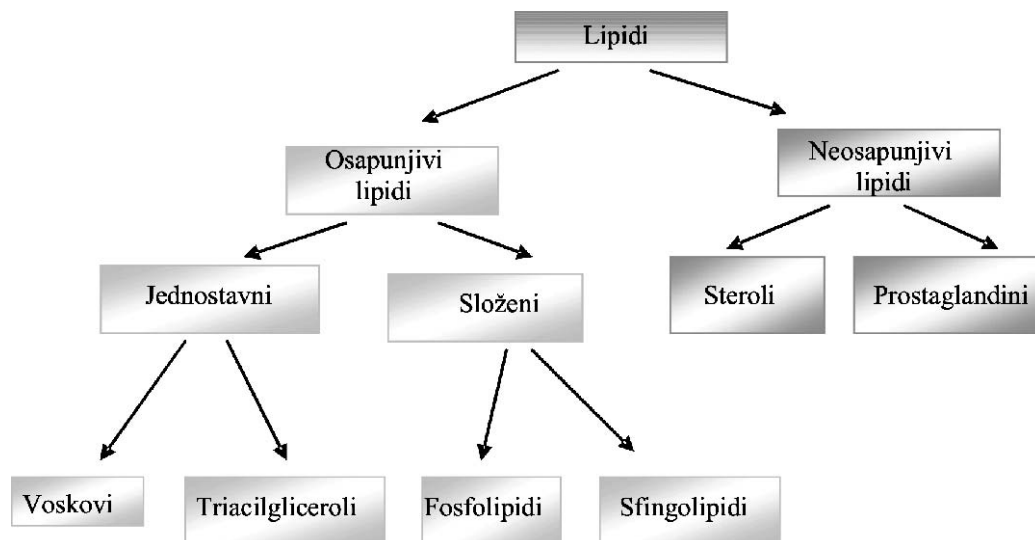 Lipidi
Osapunjivi
lipidi
Neosapunjivi
lipidi
Jednostavni
Složeni
Steroli
Prostaglandini
Voskovi
Triacilgliceroli
Fosfolipidi
Sfingolipidi